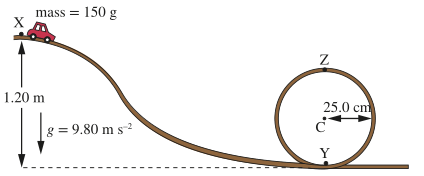 mass = 150 g
X
Z
1.20 m
25.0 cm
C
g = 9.80 m s⁻²
Y